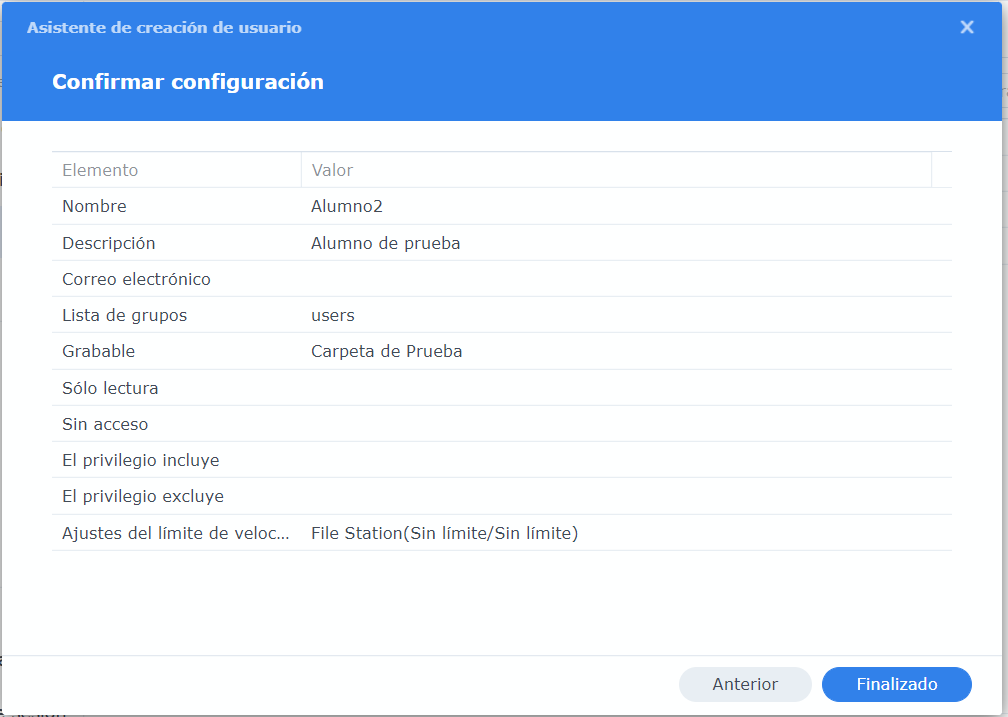 Asistente de creación de usuario
Confirmar configuración
Elemento Valor
Nombre Alumno2
Descripción Alumno de prueba
Correo electrónico
Lista de grupos users
Grabable Carpeta de Prueba
Sólo lectura
Sin acceso
El privilegio incluye
El privilegio excluye
Ajustes del límite de veloc... File Station(Sin límite/Sin límite)
Anterior Finalizado